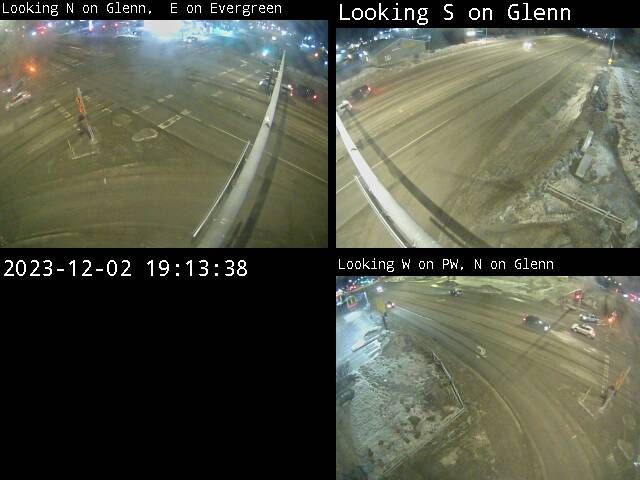 Looking N on Glenn,  E on Evergreen
Looking S on Glenn
2023-12-02 19:13:38
Looking W on PW, N on Glenn